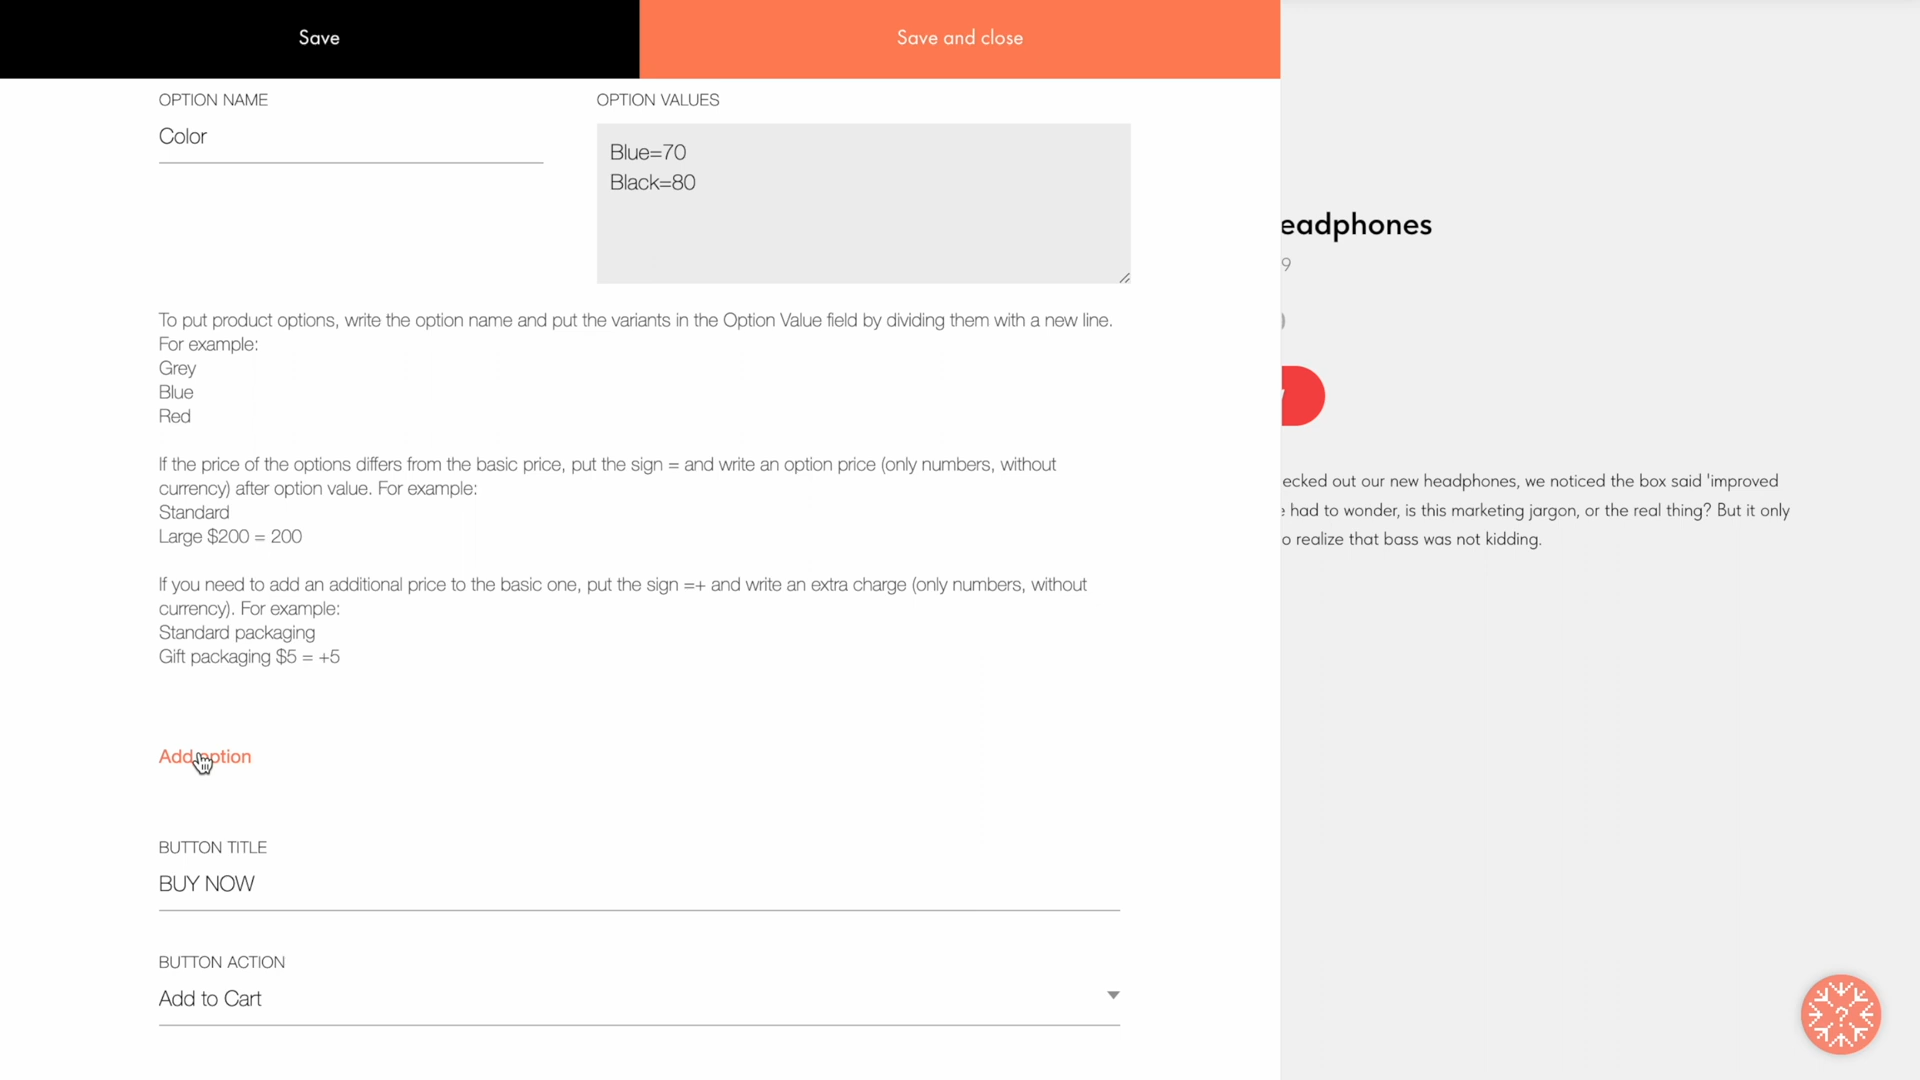 Save
Save and close
OPTION NAME
Color
OPTION VALUES
Blue=70
Black=80
To put product options, write the option name and put the variants in the Option Value field by dividing them with a new line.
For example:
Grey
Blue
Red
If the price of the options differs from the basic price, put the sign = and write an option price (only numbers, without
currency) after option value. For example:
Standard
Large $200 = 200
If you need to add an additional price to the basic one, put the sign =+ and write an extra charge (only numbers, without
currency). For example:
Standard packaging
Gift packaging $5 = +5
Add option
BUTTON TITLE
BUY NOW
BUTTON ACTION
Add to Cart
eadphones
9
ecked out our new headphones, we noticed the box said 'improved
had to wonder, is this marketing jargon, or the real thing? But it only
o realize that bass was not kidding.
?